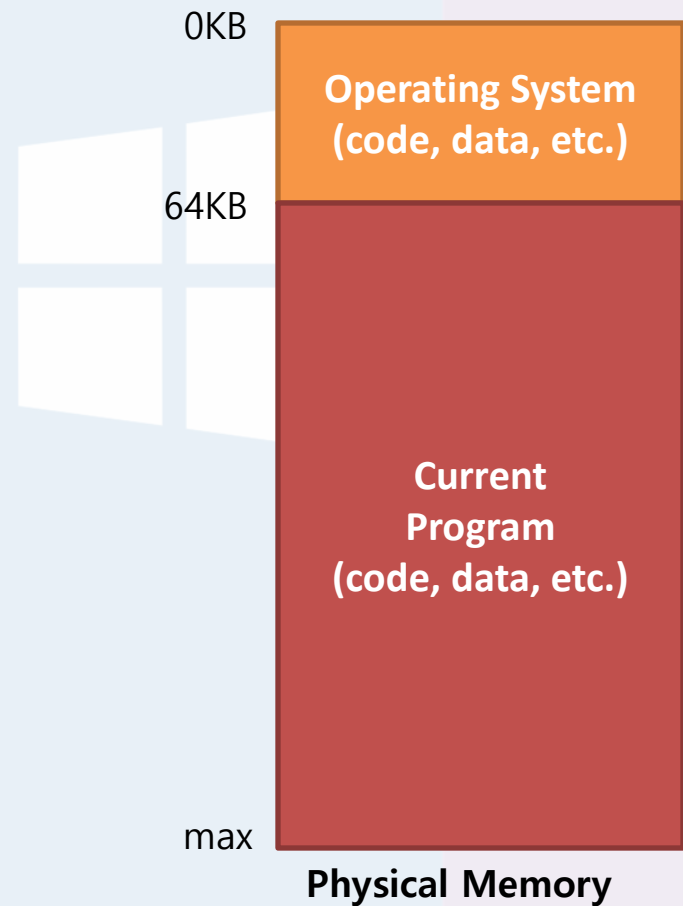 0KB
Operating System
(code, data, etc.)
64KB
Current
Program
(code, data, etc.)
max
Physical Memory